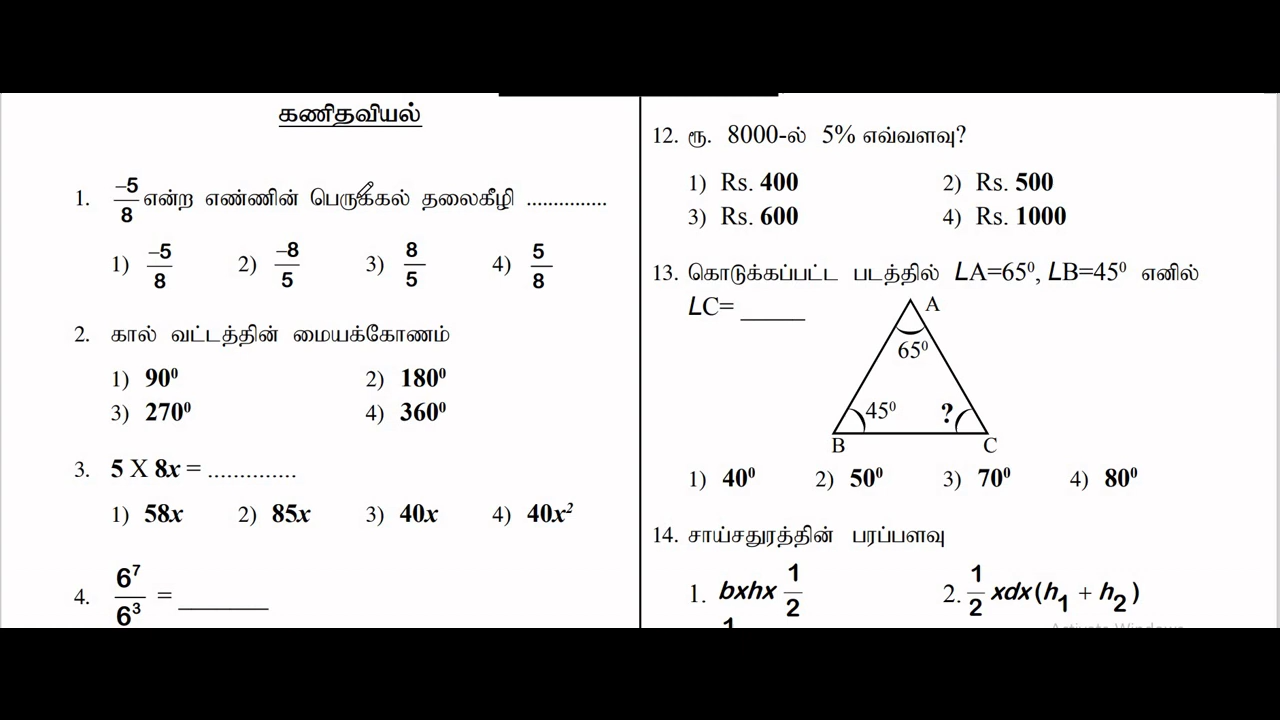 கணிதவியல்
1. –5/8 என்ற எண்ணின் பெருக்கல் தலைகீழி ...............
1) –5/8 2) –8/5 3) 8/5 4) 5/8
2. கால் வட்டத்தின் மையக்கோணம்
1) 90⁰ 2) 180⁰
3) 270⁰ 4) 360⁰
3. 5 X 8x = ..............
1) 58x 2) 85x 3) 40x 4) 40x²
4. 6⁷/6³ = _______
12. ரூ. 8000-ல் 5% எவ்வளவு?
1) Rs. 400 2) Rs. 500
3) Rs. 600 4) Rs. 1000
13. கொடுக்கப்பட்ட படத்தில் ∠A=65⁰, ∠B=45⁰ எனில்
∠C= _____
A
65⁰
45⁰ ?
B C
1) 40⁰ 2) 50⁰ 3) 70⁰ 4) 80⁰
14. சாய்சதுரத்தின் பரப்பளவு
1. bxhx 1/2 2. 1/2 xdx(h₁ + h₂)